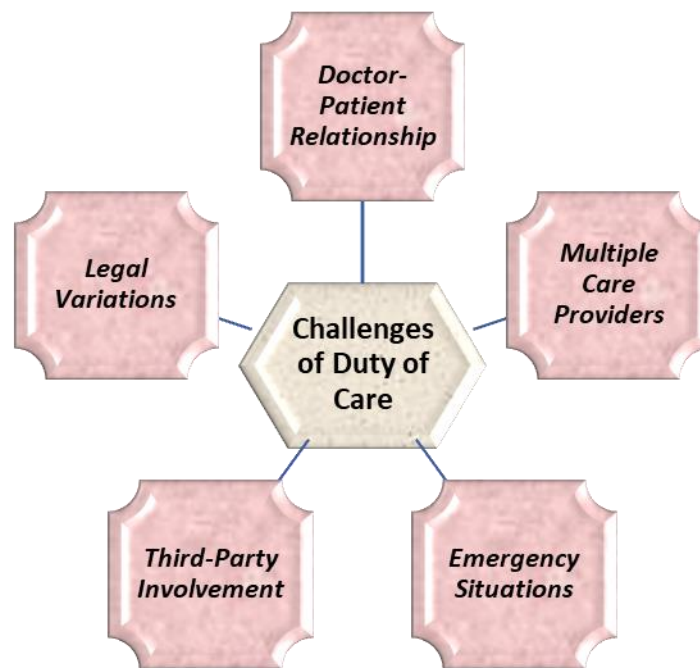 Doctor-
Patient
Relationship
Legal
Variations
Multiple
Care
Providers
Challenges
of Duty of
Care
Third-Party
Involvement
Emergency
Situations